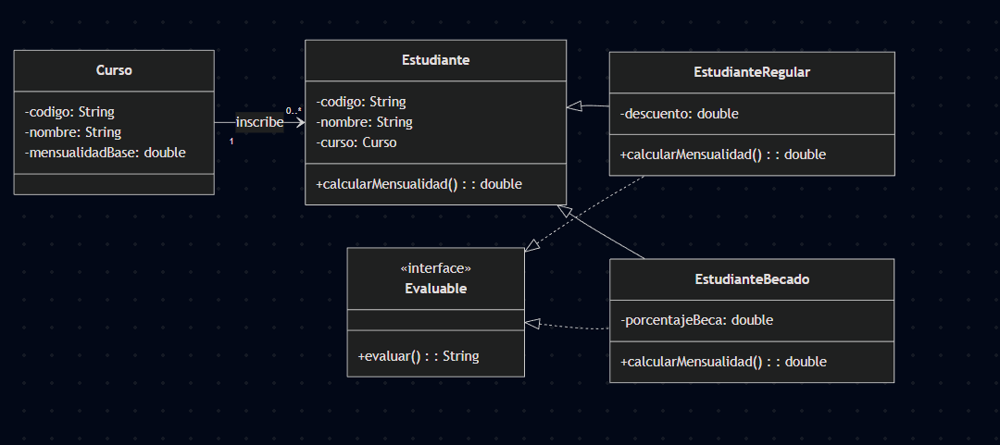 Curso
-codigo: String
-nombre: String
-mensualidadBase: double
inscribe
1
0..*
Estudiante
-codigo: String
-nombre: String
-curso: Curso
+calcularMensualidad() : : double
EstudianteRegular
-descuento: double
+calcularMensualidad() : : double
«interface»
Evaluable
+evaluar() : : String
EstudianteBecado
-porcentajeBeca: double
+calcularMensualidad() : : double